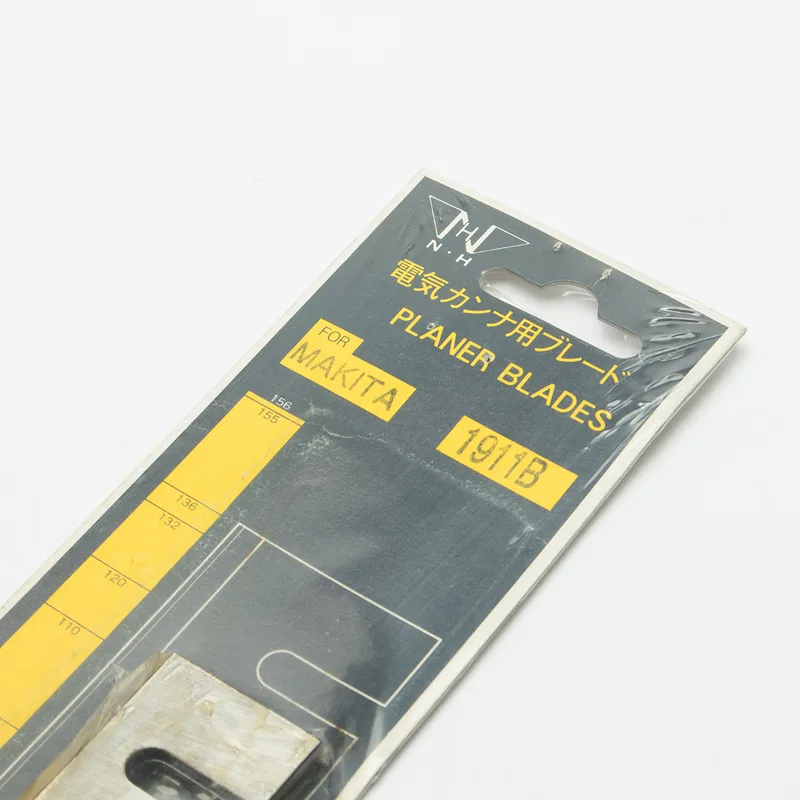 NH
N·H
電気カンナ用ブレード
PLANER BLADES
FOR
MAKITA
1911B
156
155
136
132
120
110